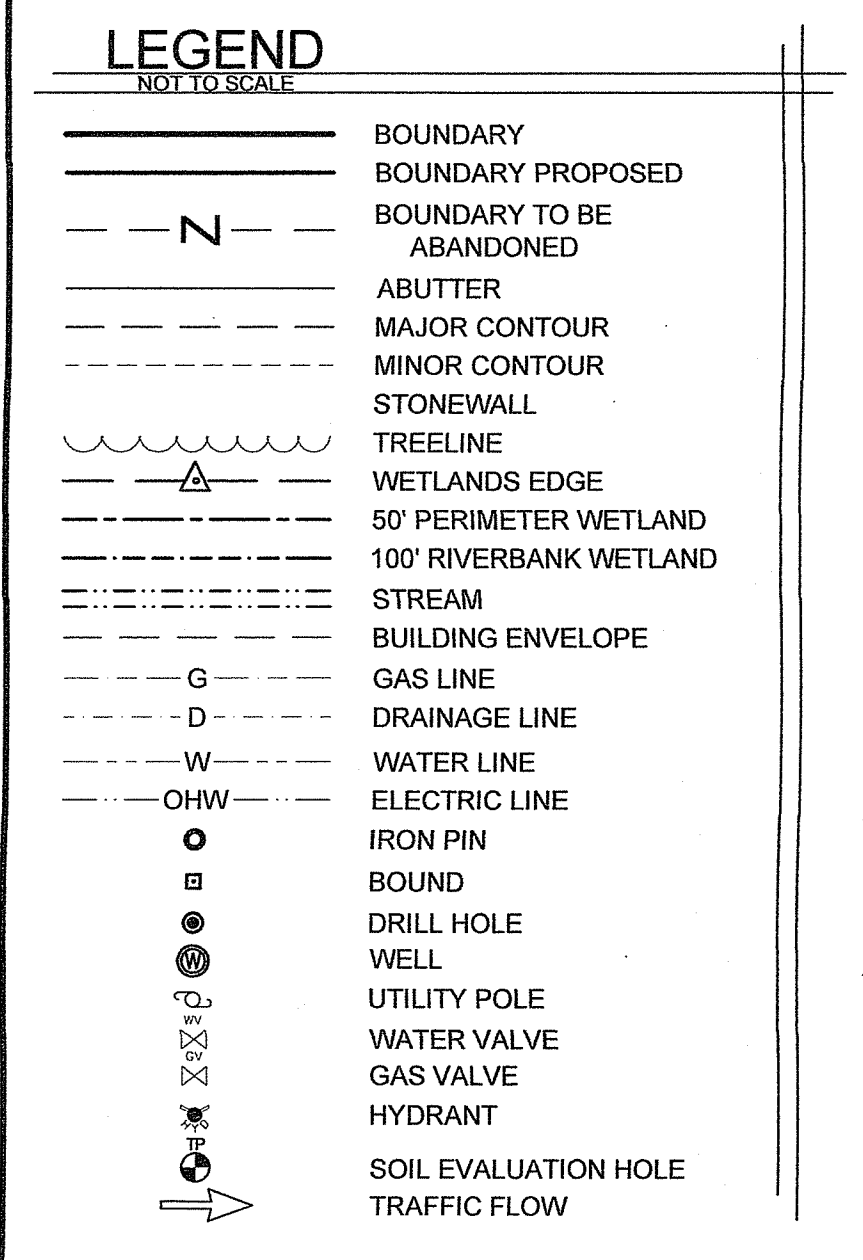 LEGEND
NOT TO SCALE
BOUNDARY
BOUNDARY PROPOSED
N BOUNDARY TO BE
ABANDONED
ABUTTER
MAJOR CONTOUR
MINOR CONTOUR
STONEWALL
TREELINE
WETLANDS EDGE
50' PERIMETER WETLAND
100' RIVERBANK WETLAND
STREAM
BUILDING ENVELOPE
G GAS LINE
D DRAINAGE LINE
W WATER LINE
OHW ELECTRIC LINE
IRON PIN
BOUND
DRILL HOLE
W WELL
UTILITY POLE
WV
WATER VALVE
GV
GAS VALVE
HYDRANT
TP
SOIL EVALUATION HOLE
TRAFFIC FLOW